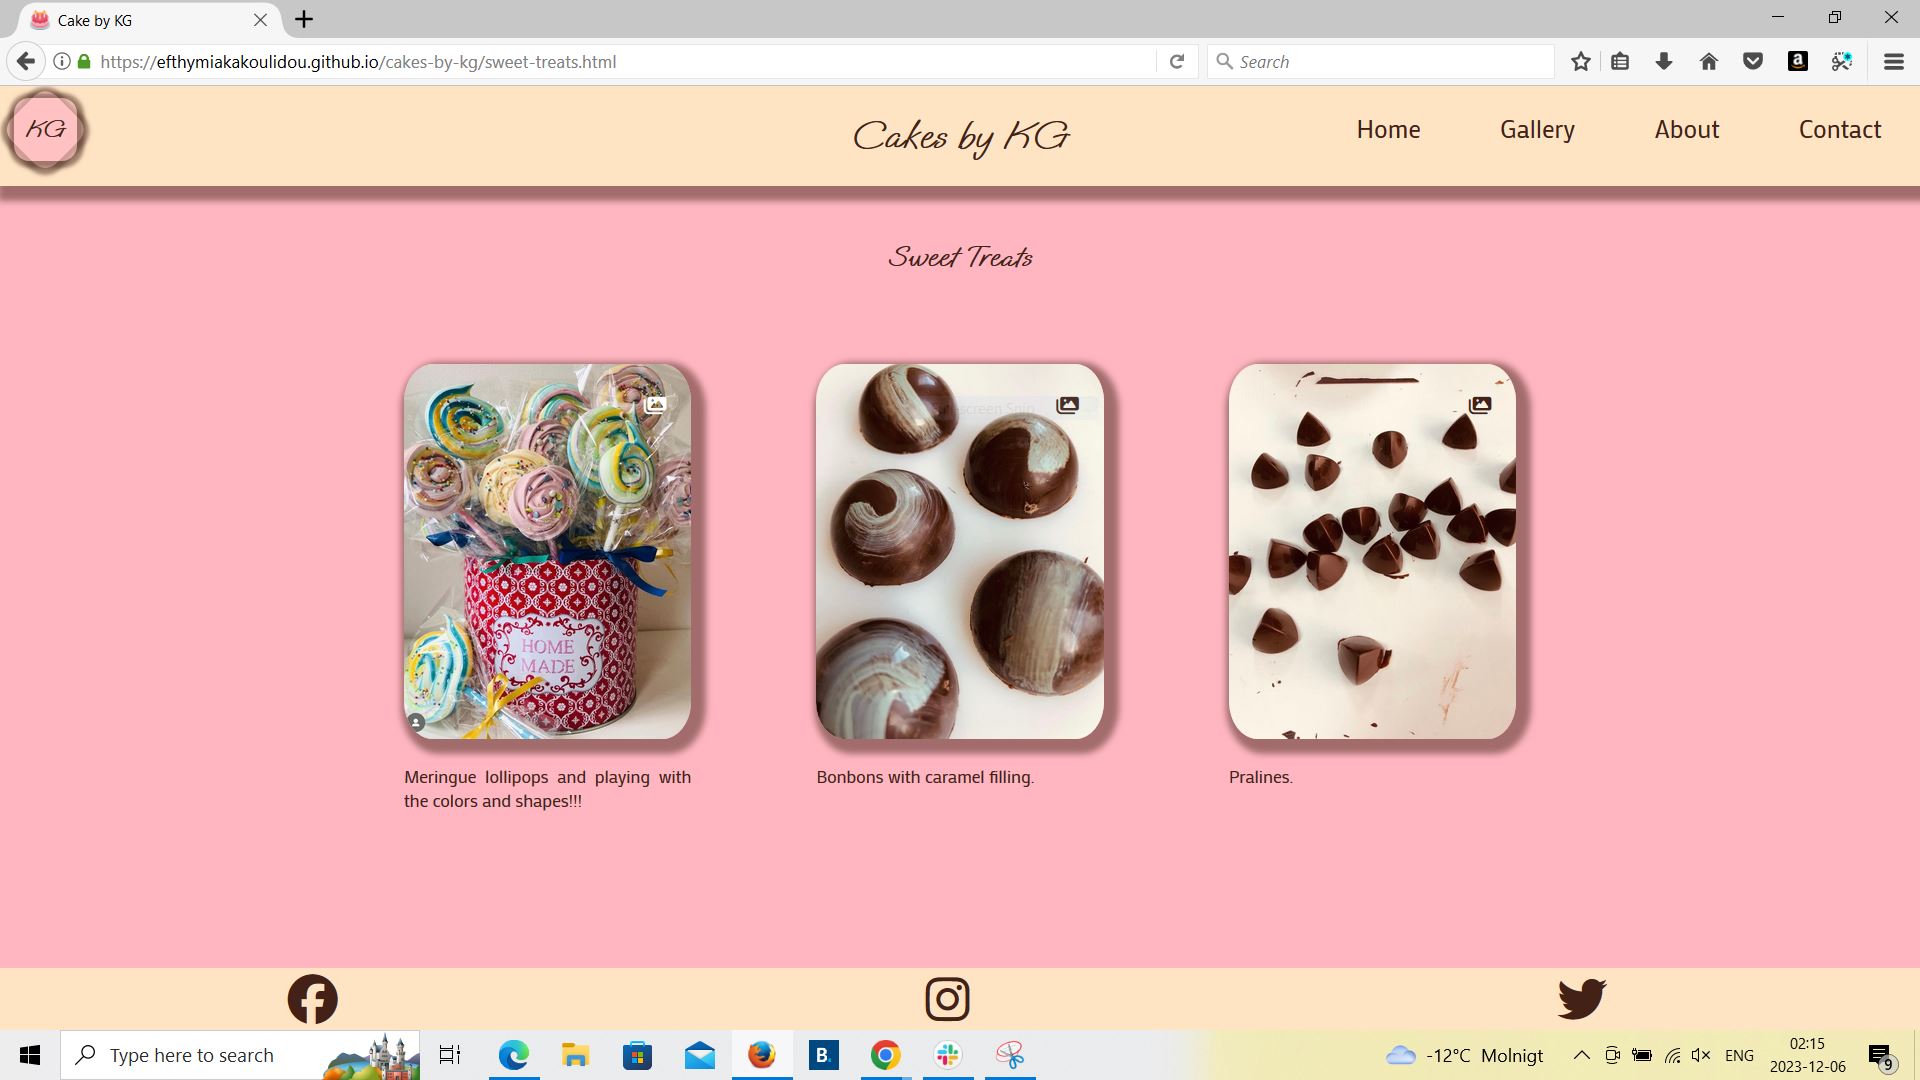 Cake by KG
https://efthymiakakoulidou.github.io/cakes-by-kg/sweet-treats.html
Search
KG
Cakes by KG
Home Gallery About Contact
Sweet Treats
HOME
MADE
Meringue lollipops and playing with
the colors and shapes!!!
Bonbons with caramel filling.
Pralines.
Type here to search
B.
-12°C Molnigt
ENG
02:15
2023-12-06
9